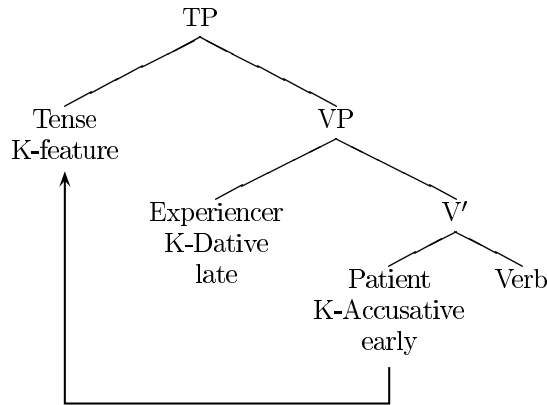 TP
Tense
K-feature
VP
Experiencer
K-Dative
late
V′
Patient
K-Accusative
early
Verb